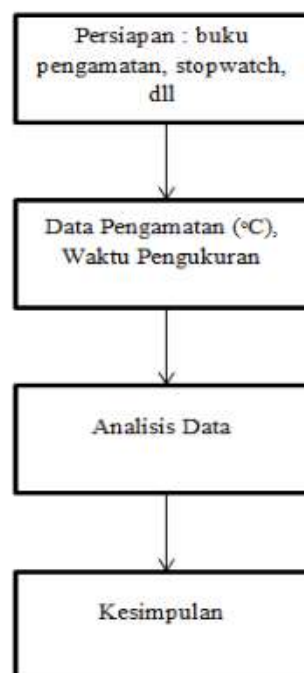 Persiapan : buku
pengamatan, stopwatch,
dll
Data Pengamatan (°C),
Waktu Pengukuran
Analisis Data
Kesimpulan